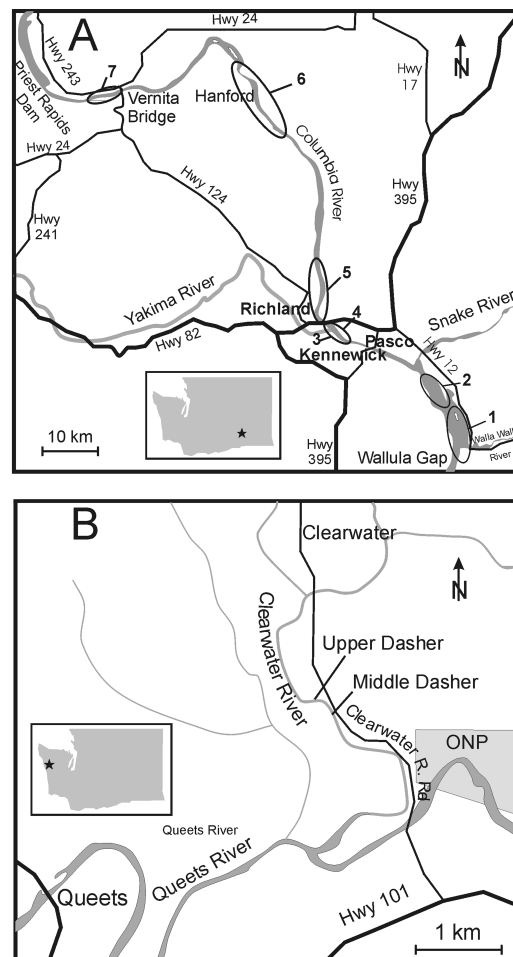 A
Hwy 24
N
Hwy 243
7
6
Priest Rapids
Dam
Vernita
Bridge
Hanford
Hwy
17
Hwy 24
Columbia River
Hwy 124
Hwy
395
Hwy
241
5
Yakima River
Richland
4
Snake River
3
Pasco
Kennewick
Hwy 82
Hwy 12
2
1
10 km
Hwy
395
Wallula Gap
Walla Wall
River
B
Clearwater
N
Clearwater River
Upper Dasher
Middle Dasher
Clearwater R. Rd
ONP
Queets River
Queets River
Queets
Hwy 101
1 km